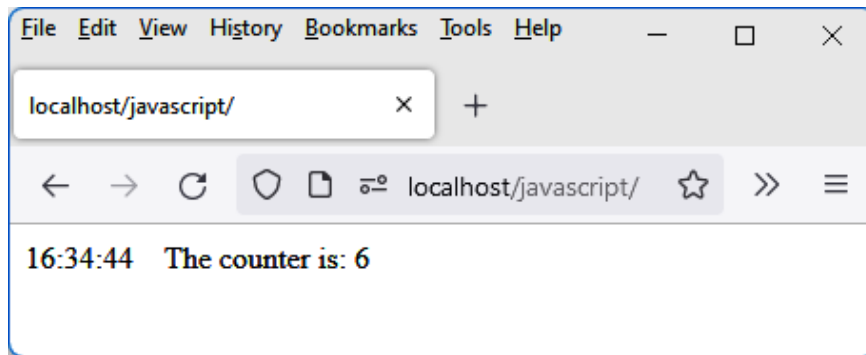 File Edit View History Bookmarks Tools Help
localhost/javascript/
localhost/javascript/
16:34:44 The counter is: 6